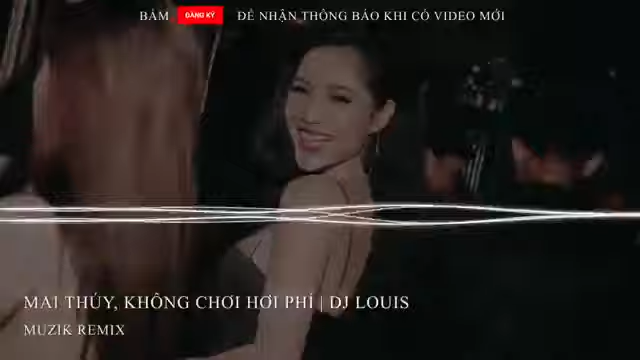 BẤM ĐĂNG KÝ ĐỂ NHẬN THÔNG BÁO KHI CÓ VIDEO MỚI
MAI THÚY, KHÔNG CHƠI HƠI PHÍ | DJ LOUIS
MUZIK REMIX